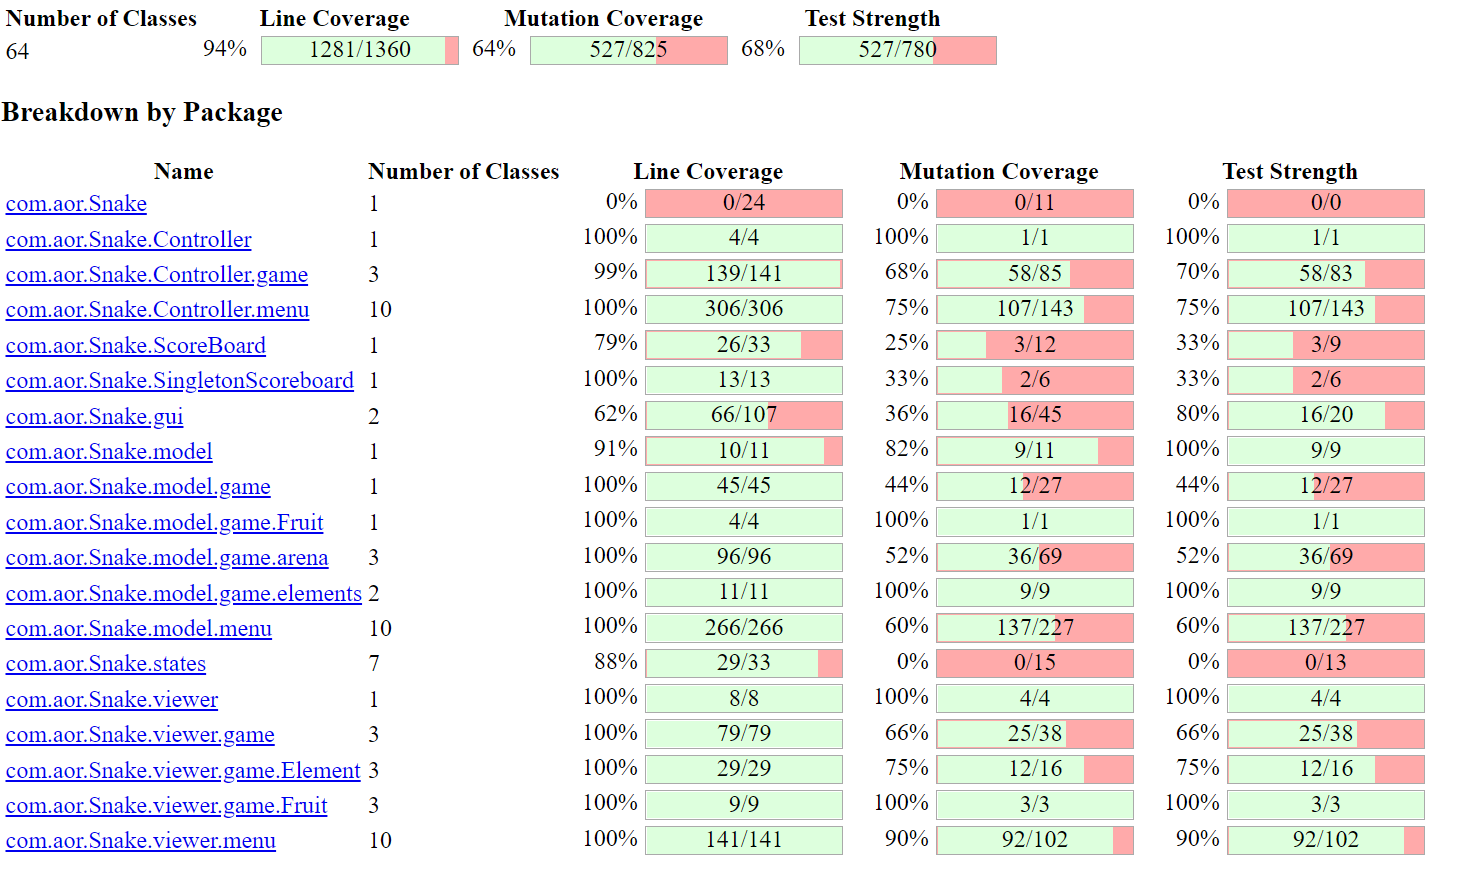 Number of Classes Line Coverage Mutation Coverage Test Strength
64 94% 1281/1360 64% 527/825 68% 527/780
Breakdown by Package
Name Number of Classes Line Coverage Mutation Coverage Test Strength
com.aor.Snake 1 0% 0/24 0% 0/11 0% 0/0
com.aor.Snake.Controller 1 100% 4/4 100% 1/1 100% 1/1
com.aor.Snake.Controller.game 3 99% 139/141 68% 58/85 70% 58/83
com.aor.Snake.Controller.menu 10 100% 306/306 75% 107/143 75% 107/143
com.aor.Snake.ScoreBoard 1 79% 26/33 25% 3/12 33% 3/9
com.aor.Snake.SingletonScoreboard 1 100% 13/13 33% 2/6 33% 2/6
com.aor.Snake.gui 2 62% 66/107 36% 16/45 80% 16/20
com.aor.Snake.model 1 91% 10/11 82% 9/11 100% 9/9
com.aor.Snake.model.game 1 100% 45/45 44% 12/27 44% 12/27
com.aor.Snake.model.game.Fruit 1 100% 4/4 100% 1/1 100% 1/1
com.aor.Snake.model.game.arena 3 100% 96/96 52% 36/69 52% 36/69
com.aor.Snake.model.game.elements 2 100% 11/11 100% 9/9 100% 9/9
com.aor.Snake.model.menu 10 100% 266/266 60% 137/227 60% 137/227
com.aor.Snake.states 7 88% 29/33 0% 0/15 0% 0/13
com.aor.Snake.viewer 1 100% 8/8 100% 4/4 100% 4/4
com.aor.Snake.viewer.game 3 100% 79/79 66% 25/38 66% 25/38
com.aor.Snake.viewer.game.Element 3 100% 29/29 75% 12/16 75% 12/16
com.aor.Snake.viewer.game.Fruit 3 100% 9/9 100% 3/3 100% 3/3
com.aor.Snake.viewer.menu 10 100% 141/141 90% 92/102 90% 92/102